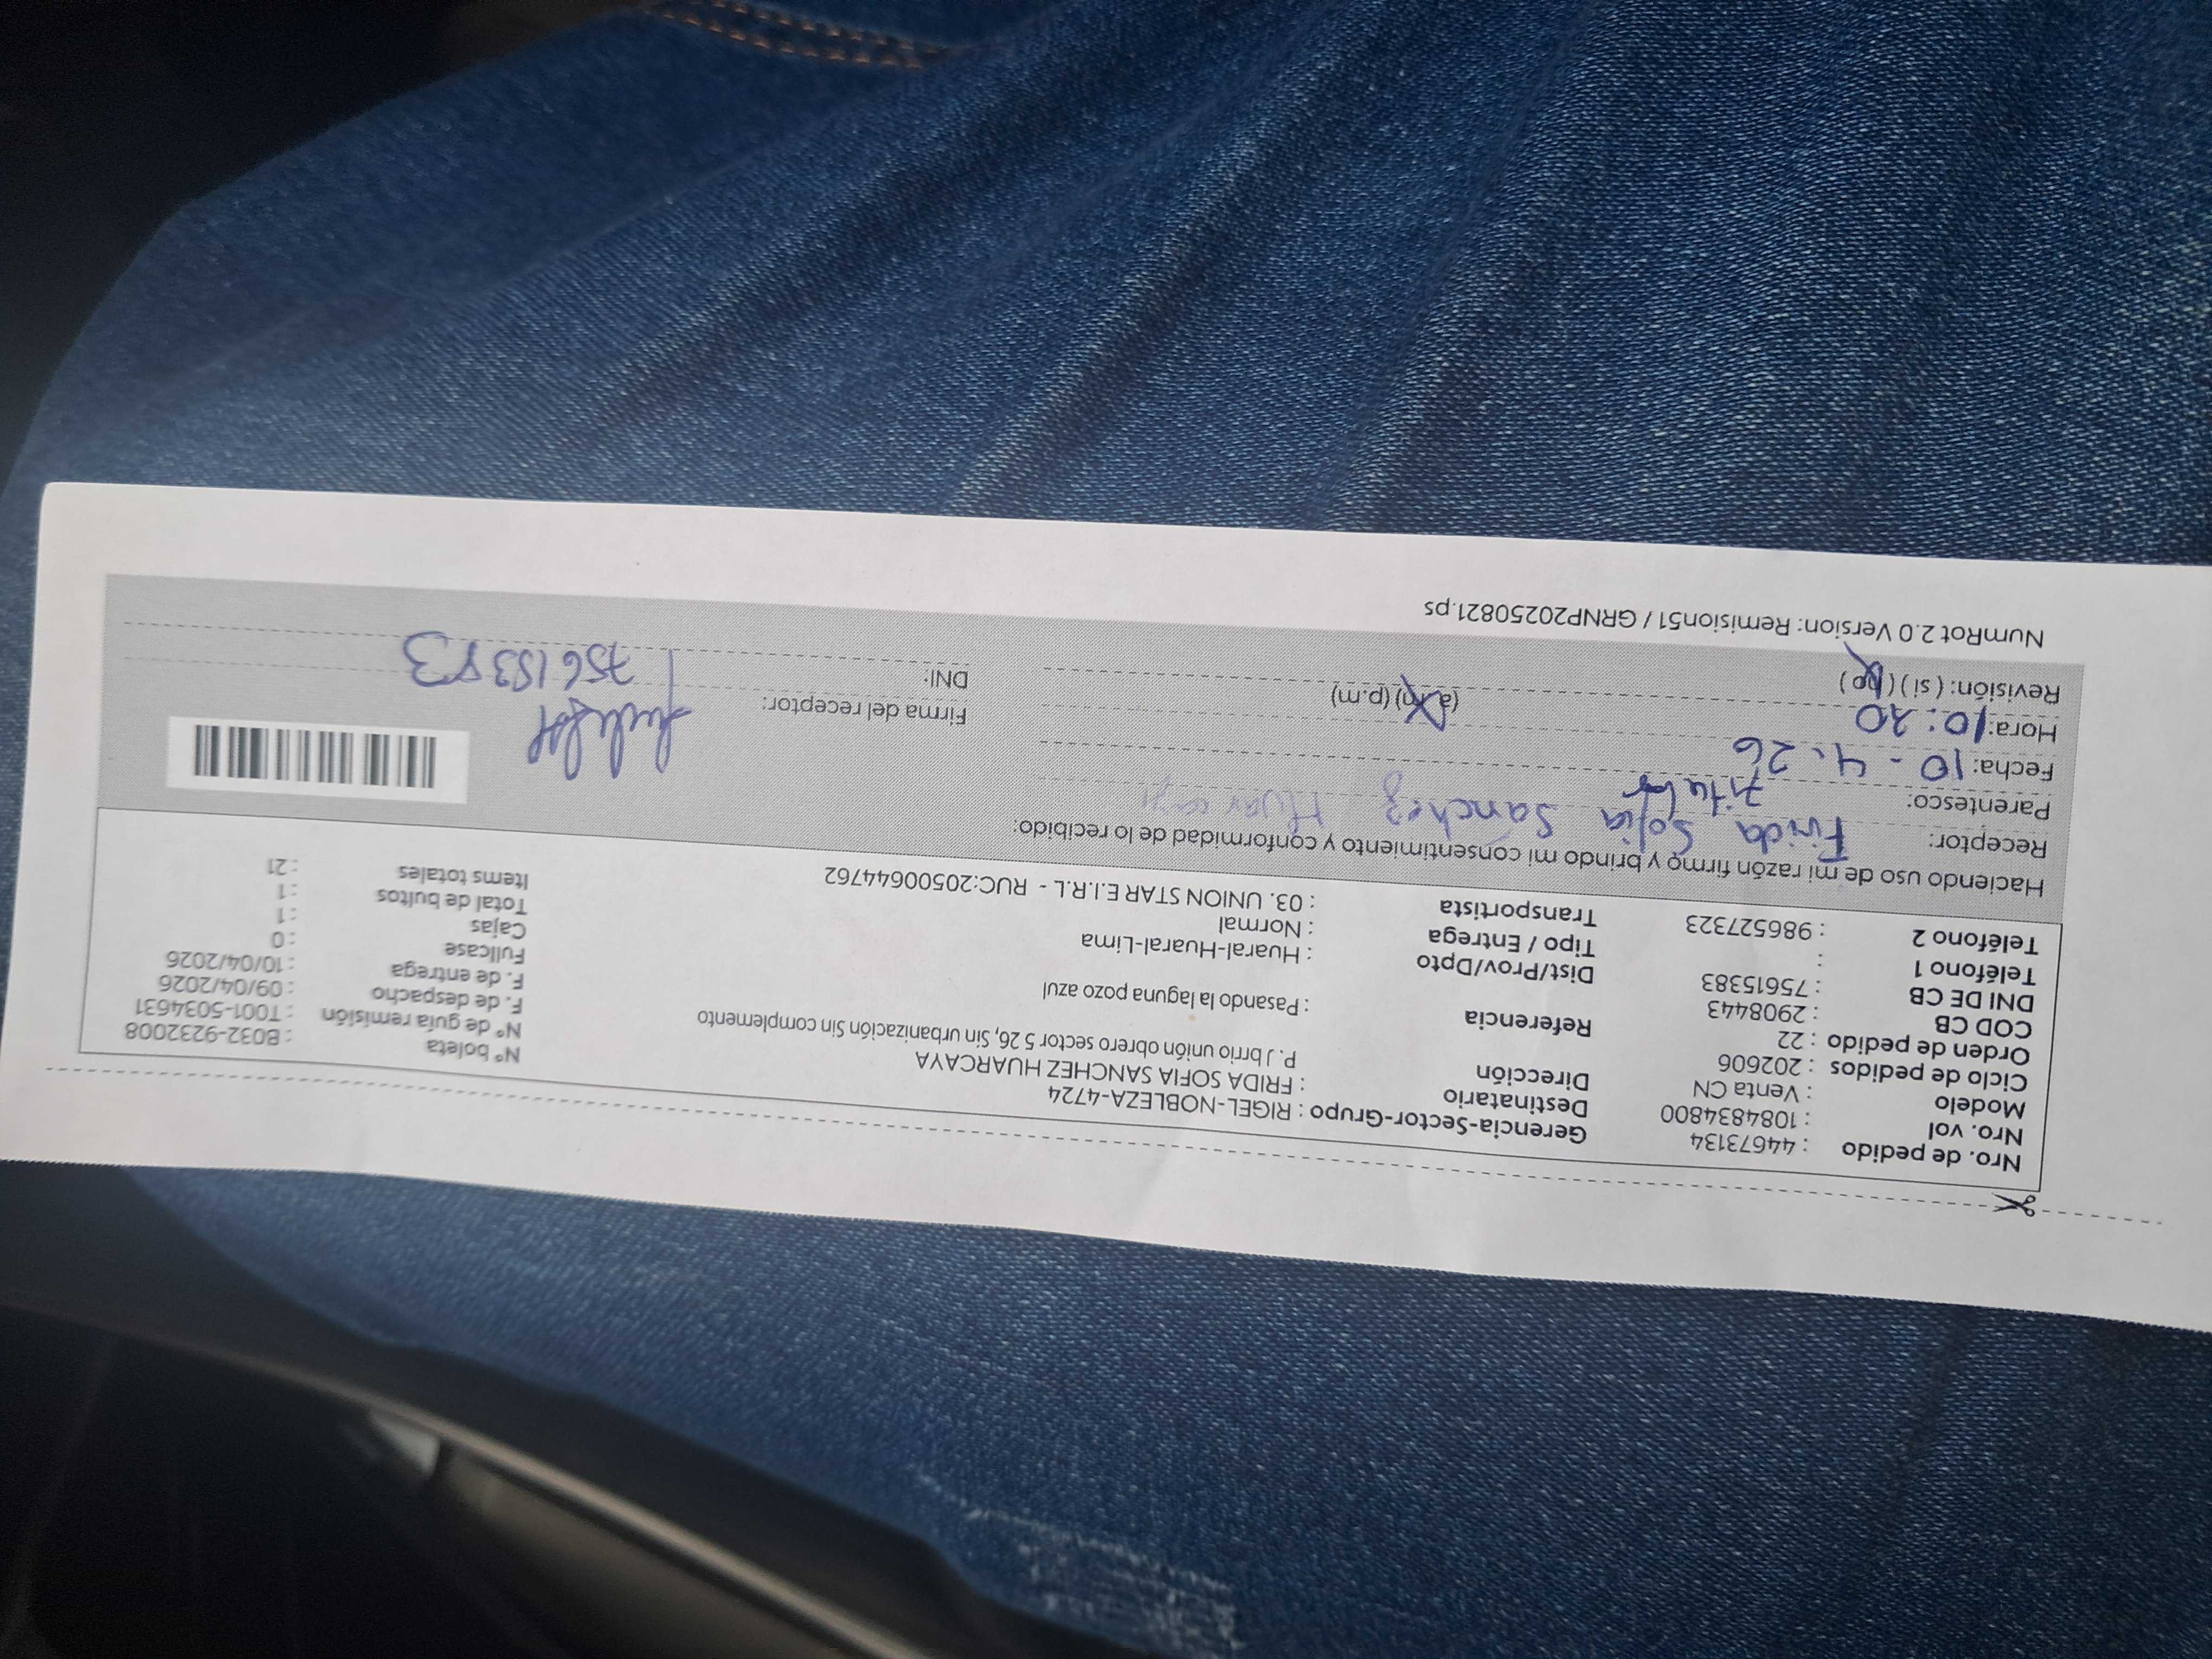 Nro. de pedido : 44673134
Nro. vol : 1084834800
Modelo : Venta CN
Ciclo de pedidos : 202606
Orden de pedido : 22
COD CB : 2908443
DNI DE CB : 75615383
Teléfono 1 :
Teléfono 2 : 986527323
Gerencia-Sector-Grupo : RIGEL-NOBLEZA-4724
Destinatario : FRIDA SOFIA SANCHEZ HUARCAYA
Dirección P. J brrio unión obrero sector 5 26, Sin urbanización Sin complemento
Referencia : Pasando la laguna pozo azul
Dist/Prov/Dpto : Huaral-Huaral-Lima
Tipo / Entrega : Normal
Transportista : 03. UNION STAR E.I.R.L - RUC:20500644762
N° boleta : B032-9232008
N° de guía remisión : T001-5034631
F. de despacho : 09/04/2026
F. de entrega : 10/04/2026
Fullcase : 0
Cajas : 1
Total de bultos : 1
Items totales : 21
Haciendo uso de mi razón firmo y brindo mi consentimiento y conformidad de lo recibido:
Receptor: Frida Sofia Sanchez
Parentesco: Titular
Fecha: 10 - 4. 26
Hora: 10:20 (a.m) (p.m)
Revisión: (si) (no)
Firma del receptor:
DNI: 75615383
NumRot 2.0 Version: Remision51 / GRNP20250821.ps